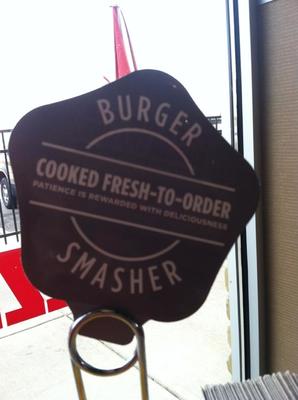 BURGER
COOKED FRESH-TO-ORDER
PATIENCE IS REWARDED WITH DELICIOUSNESS
SMASHER